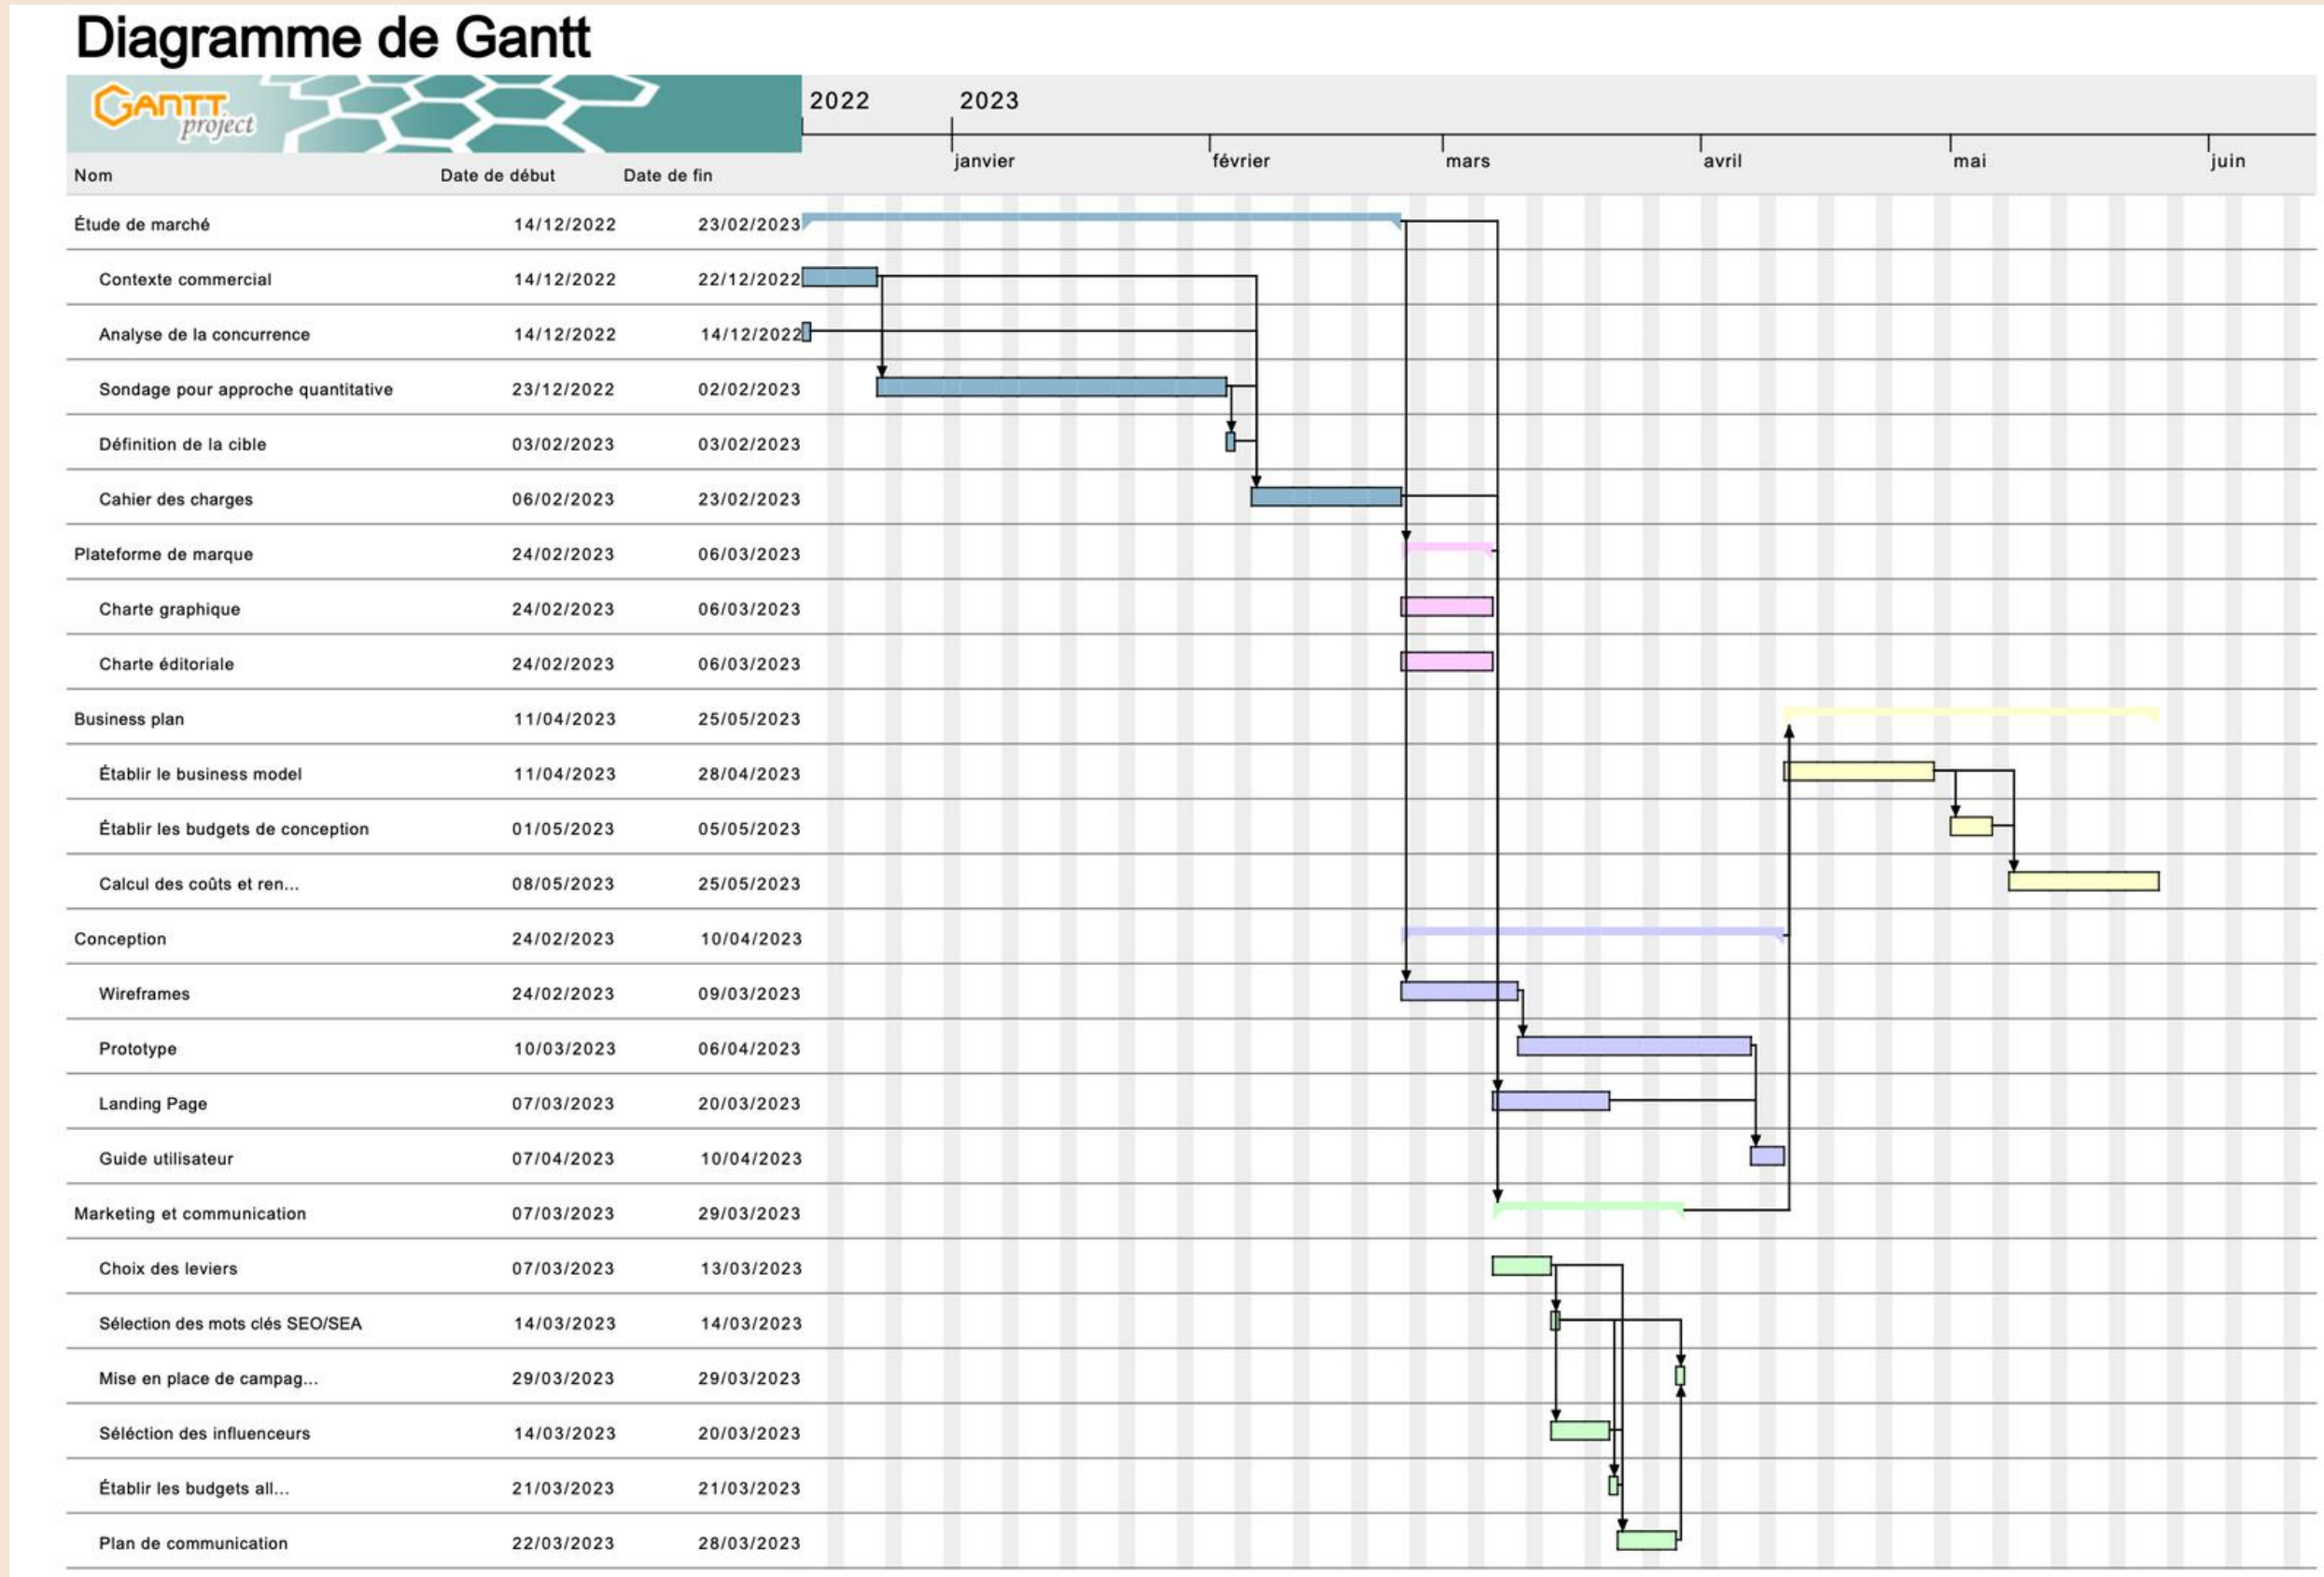 Diagramme de Gantt
GANTT project
2022 2023
janvier février mars avril mai juin
Nom Date de début Date de fin
Étude de marché 14/12/2022 23/02/2023
Contexte commercial 14/12/2022 22/12/2022
Analyse de la concurrence 14/12/2022 14/12/2022
Sondage pour approche quantitative 23/12/2022 02/02/2023
Définition de la cible 03/02/2023 03/02/2023
Cahier des charges 06/02/2023 23/02/2023
Plateforme de marque 24/02/2023 06/03/2023
Charte graphique 24/02/2023 06/03/2023
Charte éditoriale 24/02/2023 06/03/2023
Business plan 11/04/2023 25/05/2023
Établir le business model 11/04/2023 28/04/2023
Établir les budgets de conception 01/05/2023 05/05/2023
Calcul des coûts et ren... 08/05/2023 25/05/2023
Conception 24/02/2023 10/04/2023
Wireframes 24/02/2023 09/03/2023
Prototype 10/03/2023 06/04/2023
Landing Page 07/03/2023 20/03/2023
Guide utilisateur 07/04/2023 10/04/2023
Marketing et communication 07/03/2023 29/03/2023
Choix des leviers 07/03/2023 13/03/2023
Sélection des mots clés SEO/SEA 14/03/2023 14/03/2023
Mise en place de campag... 29/03/2023 29/03/2023
Séléction des influenceurs 14/03/2023 20/03/2023
Établir les budgets all... 21/03/2023 21/03/2023
Plan de communication 22/03/2023 28/03/2023